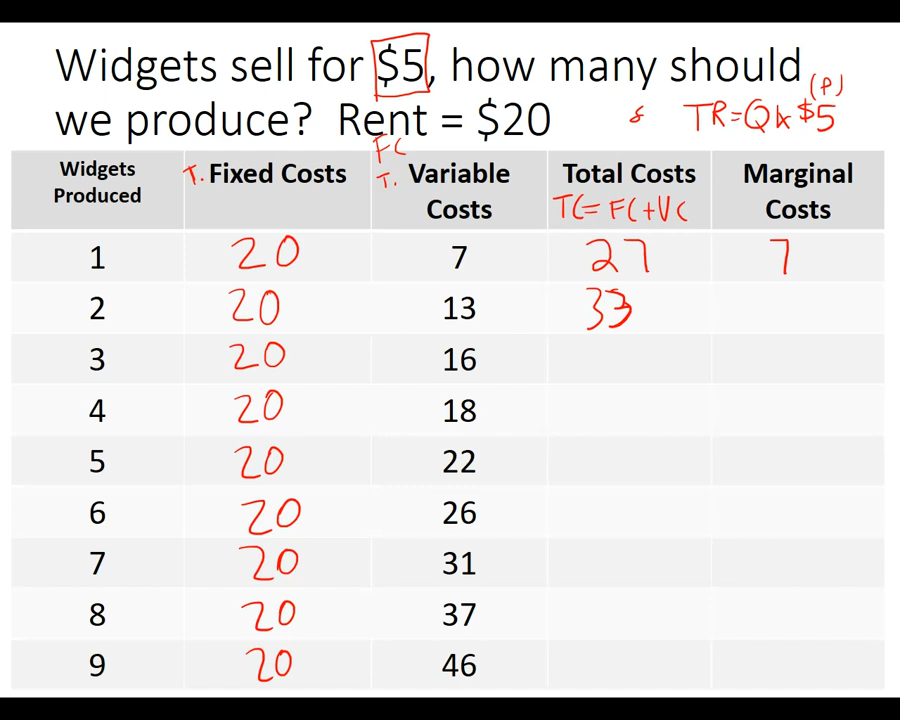 Widgets sell for $5, how many should
(P)
we produce? Rent = $20
TR=Qx$5
FC
Widgets Produced T. Fixed Costs T. Variable Costs Total Costs TC=FC+VC Marginal Costs
1 20 7 27 7
2 20 13 33
3 20 16
4 20 18
5 20 22
6 20 26
7 20 31
8 20 37
9 20 46